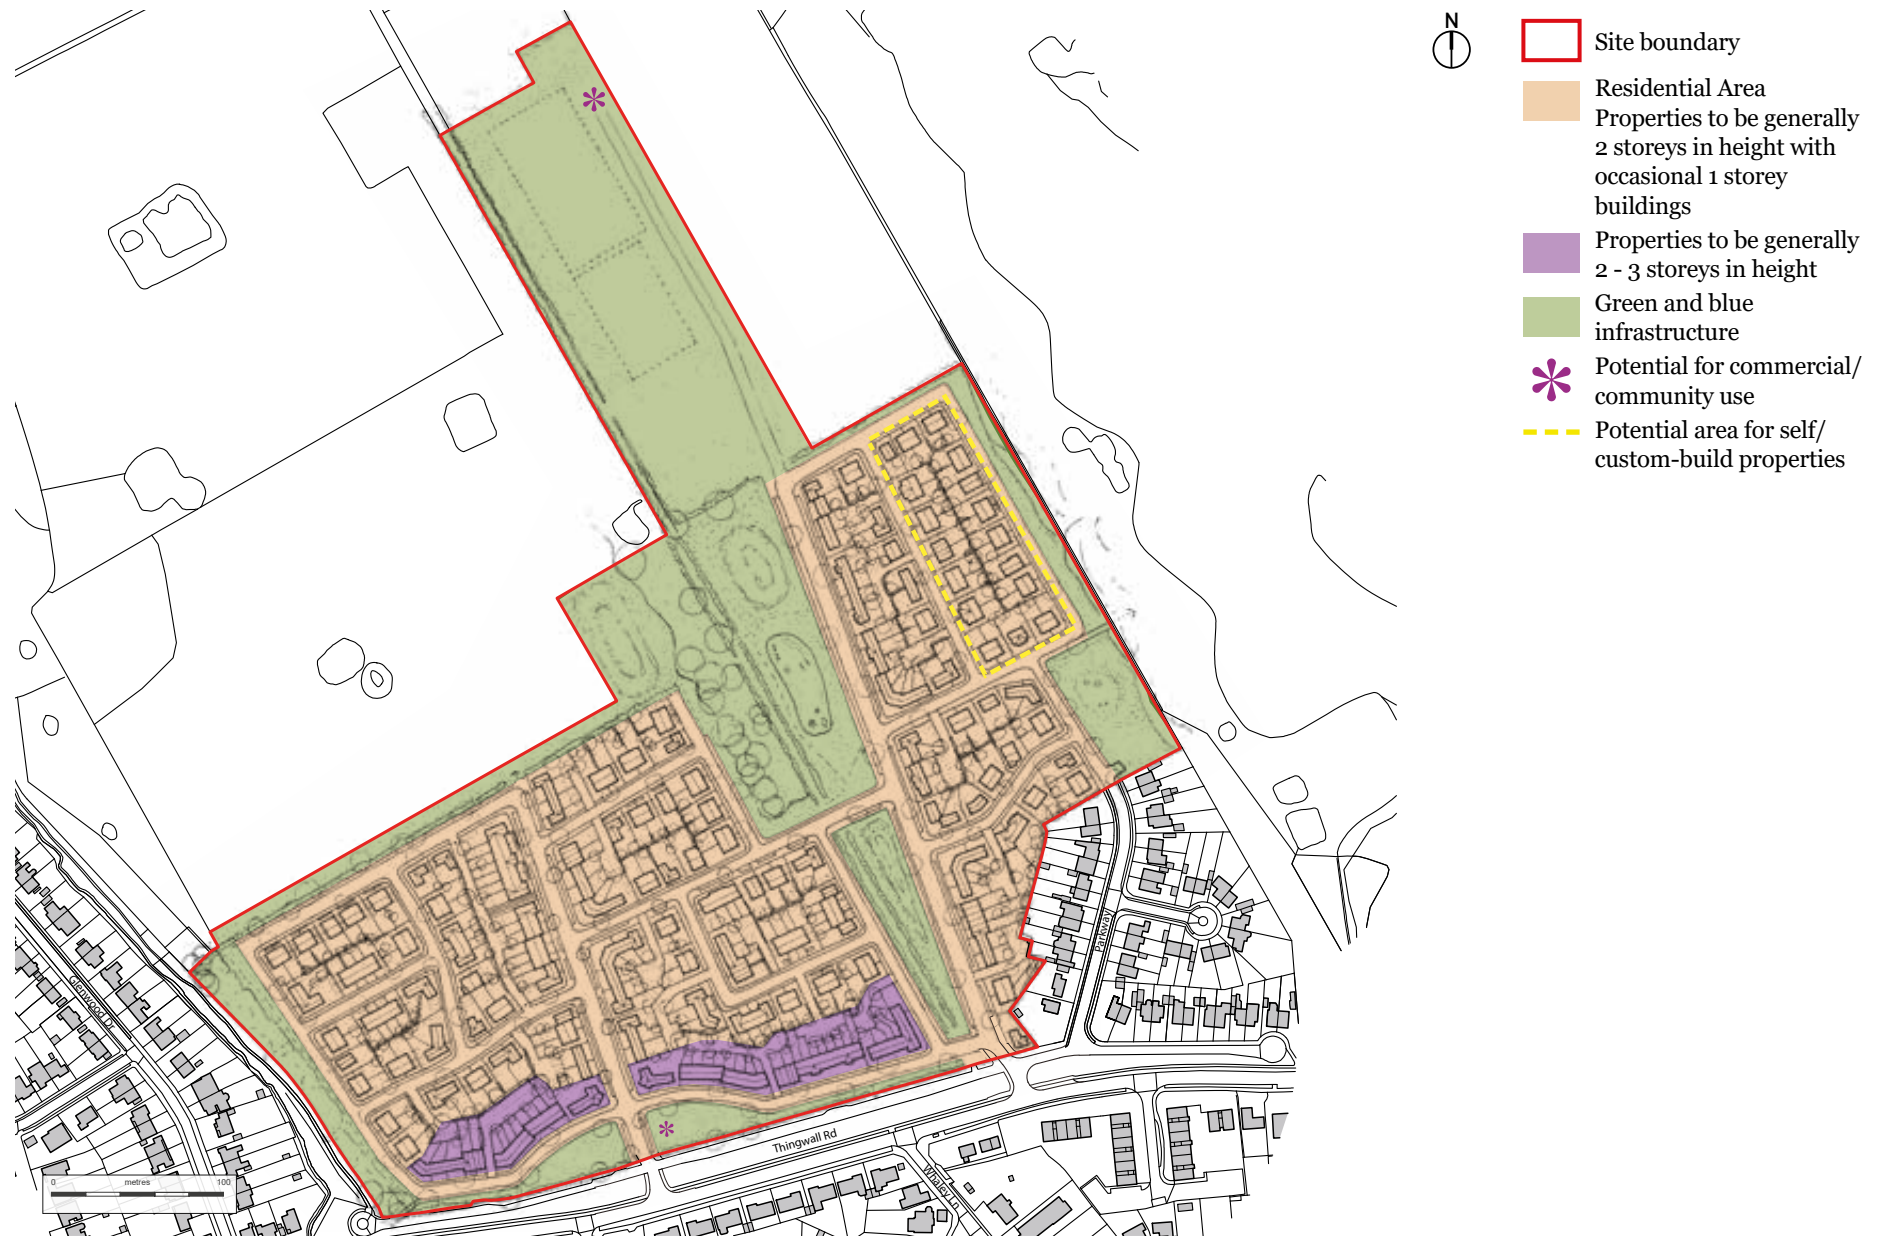 N
Site boundary
Residential Area
Properties to be generally
2 storeys in height with
occasional 1 storey
buildings
Properties to be generally
2 - 3 storeys in height
Green and blue
infrastructure
Potential for commercial/
community use
Potential area for self/
custom-build properties
Parkway
Glenwood Dr
Thingwall Rd
Whaley Ln
0 metres 100